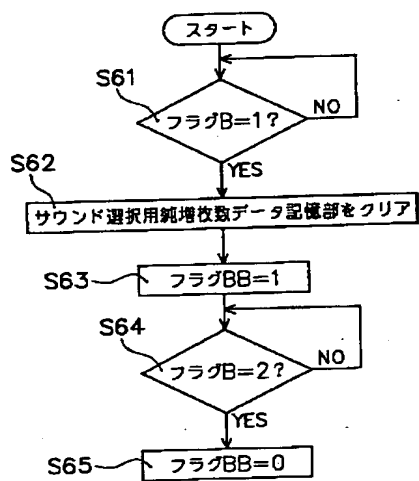 スタート
S61
フラグB=1?
NO
YES
S62
サウンド選択用純増枚数データ記憶部をクリア
S63
フラグBB=1
S64
フラグB=2?
NO
YES
S65
フラグBB=0